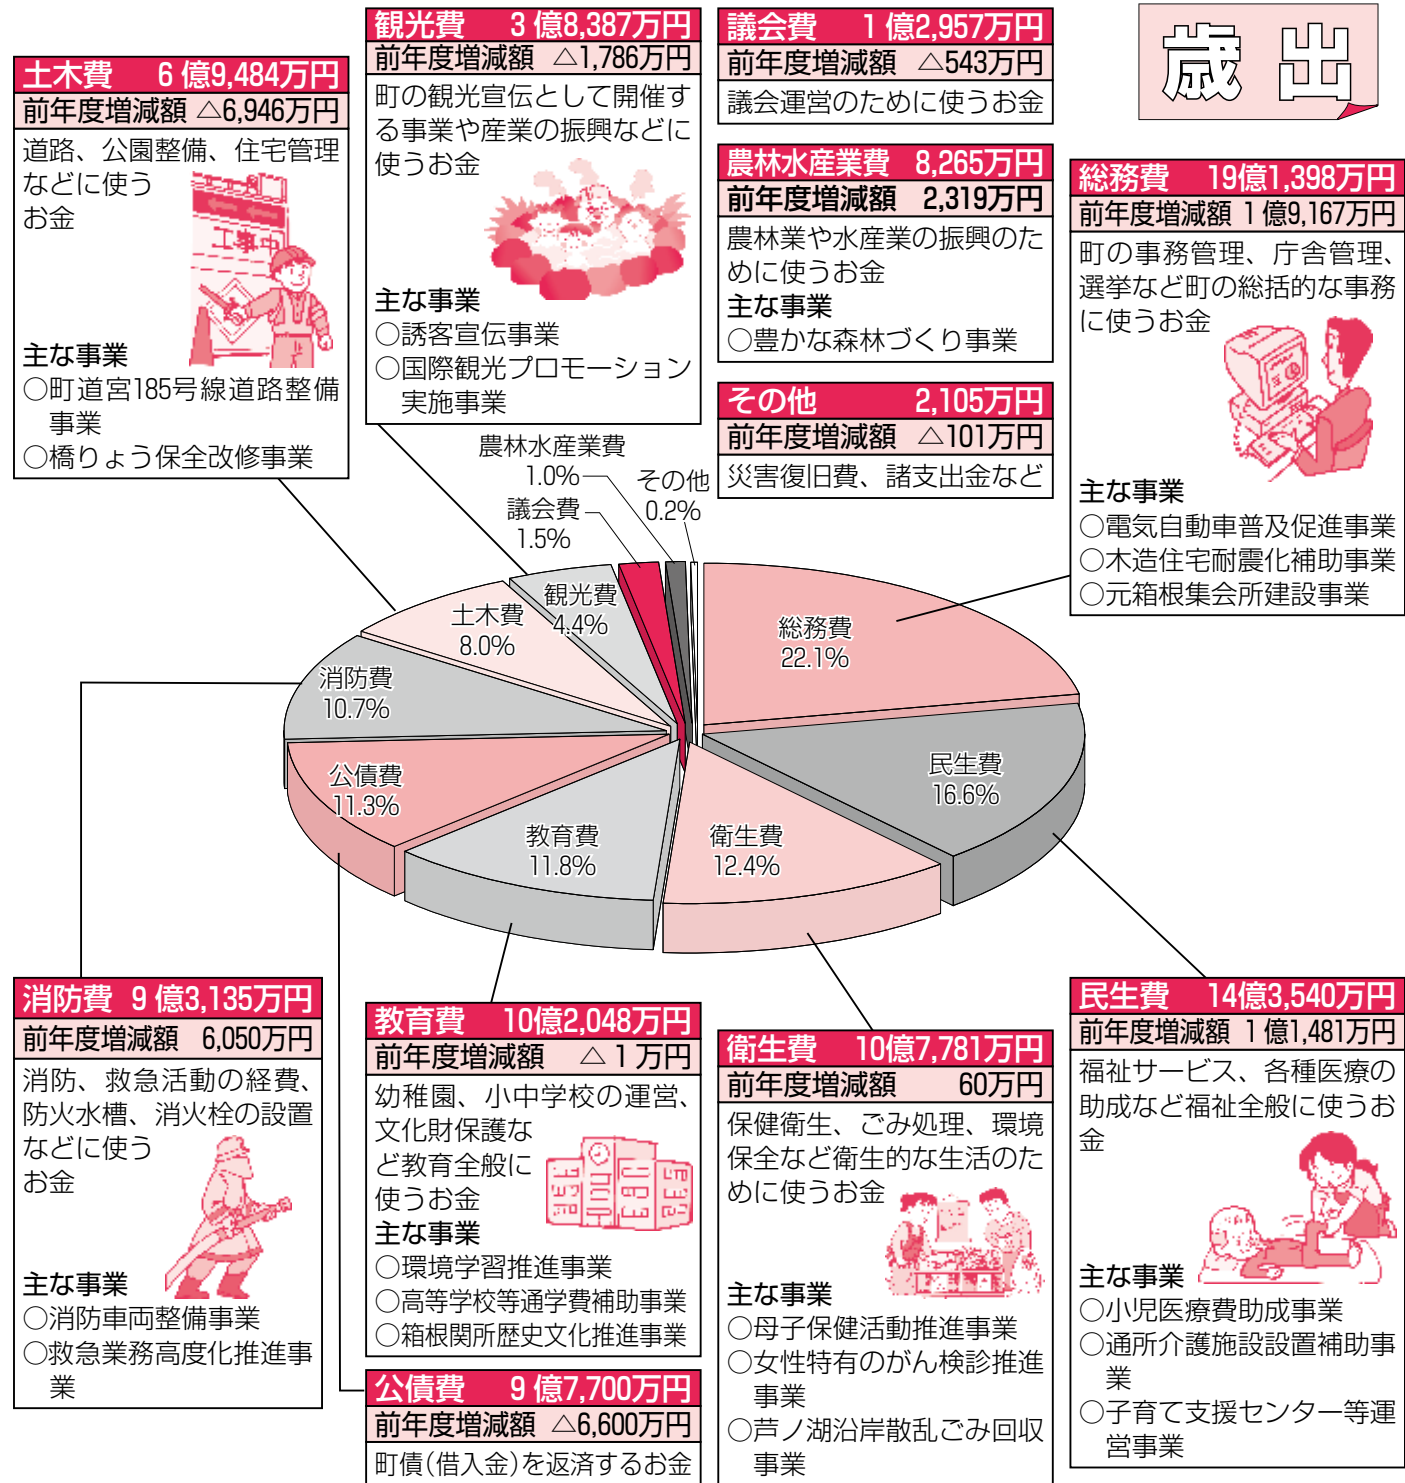 歳出
土木費 6億9,484万円
前年度増減額 △6,946万円
道路、公園整備、住宅管理
などに使う
お金
工事中
主な事業
○町道宮185号線道路整備
事業
○橋りょう保全改修事業
観光費 3億8,387万円
前年度増減額 △1,786万円
町の観光宣伝として開催す
る事業や産業の振興などに
使うお金
主な事業
○誘客宣伝事業
○国際観光プロモーション
実施事業
議会費 1億2,957万円
前年度増減額 △543万円
議会運営のために使うお金
農林水産業費 8,265万円
前年度増減額 2,319万円
農林業や水産業の振興のた
めに使うお金
主な事業
○豊かな森林づくり事業
その他 2,105万円
前年度増減額 △101万円
災害復旧費、諸支出金など
総務費 19億1,398万円
前年度増減額 1億9,167万円
町の事務管理、庁舎管理、
選挙など町の総括的な事務
に使うお金
主な事業
○電気自動車普及促進事業
○木造住宅耐震化補助事業
○元箱根集会所建設事業
農林水産業費
1.0%
その他
0.2%
議会費
1.5%
観光費
4.4%
土木費
8.0%
総務費
22.1%
消防費
10.7%
民生費
16.6%
公債費
11.3%
教育費
11.8%
衛生費
12.4%
消防費 9億3,135万円
前年度増減額 6,050万円
消防、救急活動の経費、
防火水槽、消火栓の設置
などに使う
お金
主な事業
○消防車両整備事業
○救急業務高度化推進事
業
教育費 10億2,048万円
前年度増減額 △1万円
幼稚園、小中学校の運営、
文化財保護な
ど教育全般に
使うお金
主な事業
○環境学習推進事業
○高等学校等通学費補助事業
○箱根関所歴史文化推進事業
公債費 9億7,700万円
前年度増減額 △6,600万円
町債(借入金)を返済するお金
衛生費 10億7,781万円
前年度増減額 60万円
保健衛生、ごみ処理、環境
保全など衛生的な生活のた
めに使うお金
主な事業
○母子保健活動推進事業
○女性特有のがん検診推進
事業
○芦ノ湖沿岸散乱ごみ回収
事業
民生費 14億3,540万円
前年度増減額 1億1,481万円
福祉サービス、各種医療の
助成など福祉全般に使うお
金
主な事業
○小児医療費助成事業
○通所介護施設設置補助事
業
○子育て支援センター等運
営事業